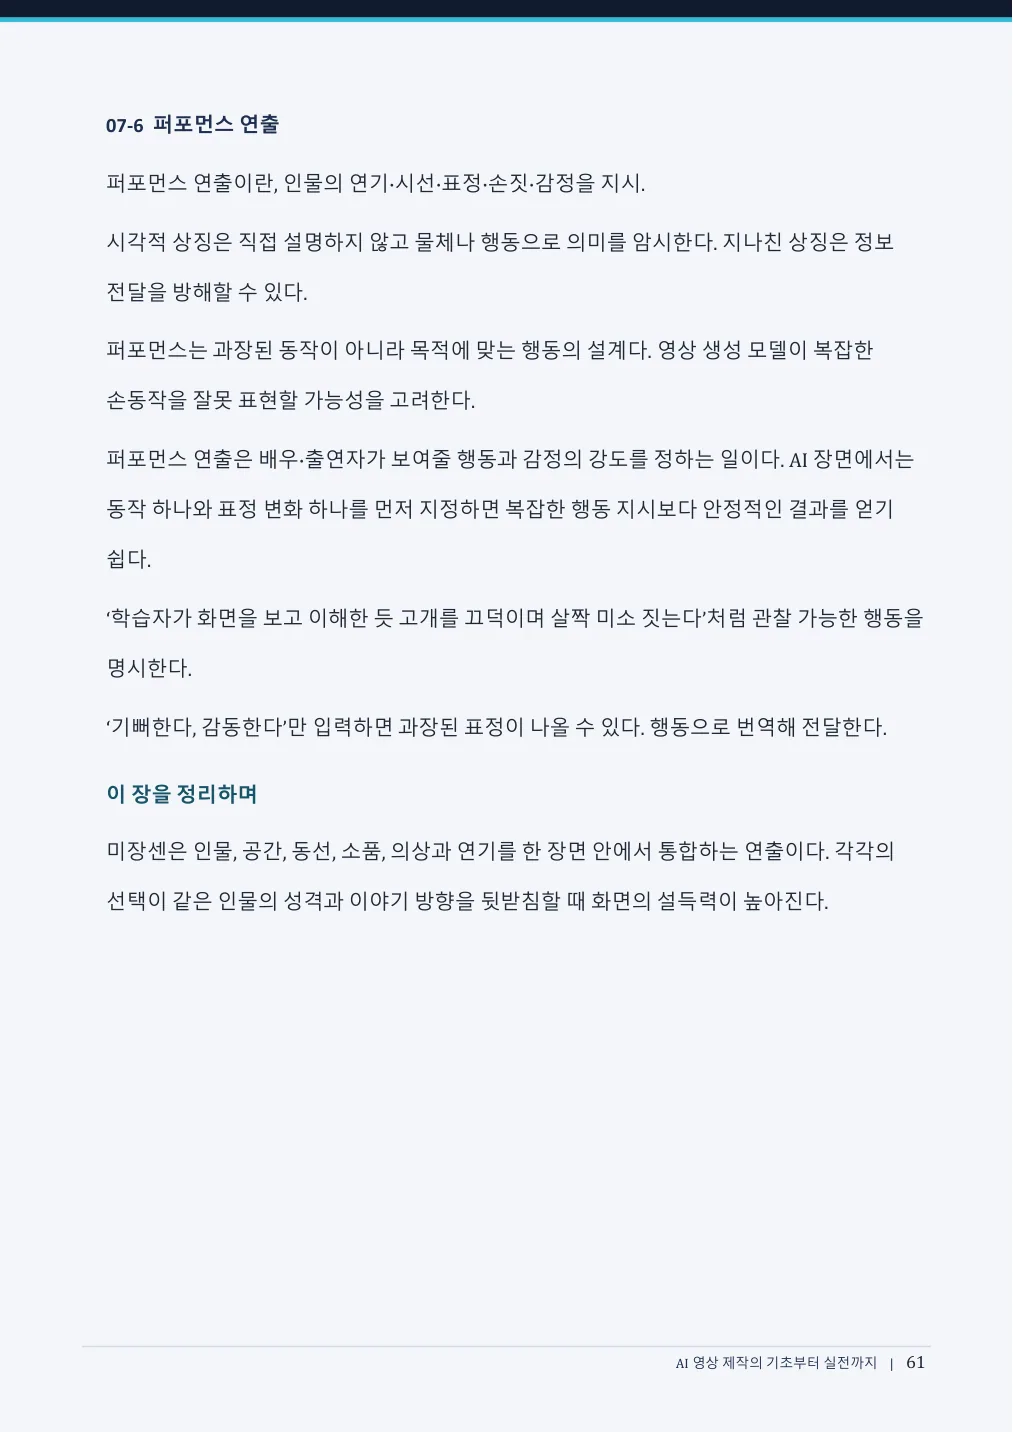 07-6 퍼포먼스 연출
퍼포먼스 연출이란, 인물의 연기·시선·표정·손짓·감정을 지시.
시각적 상징은 직접 설명하지 않고 물체나 행동으로 의미를 암시한다. 지나친 상징은 정보
전달을 방해할 수 있다.
퍼포먼스는 과장된 동작이 아니라 목적에 맞는 행동의 설계다. 영상 생성 모델이 복잡한
손동작을 잘못 표현할 가능성을 고려한다.
퍼포먼스 연출은 배우·출연자가 보여줄 행동과 감정의 강도를 정하는 일이다. AI 장면에서는
동작 하나와 표정 변화 하나를 먼저 지정하면 복잡한 행동 지시보다 안정적인 결과를 얻기
쉽다.
‘학습자가 화면을 보고 이해한 듯 고개를 끄덕이며 살짝 미소 짓는다’처럼 관찰 가능한 행동을
명시한다.
‘기뻐한다, 감동한다’만 입력하면 과장된 표정이 나올 수 있다. 행동으로 번역해 전달한다.
이 장을 정리하며
미장센은 인물, 공간, 동선, 소품, 의상과 연기를 한 장면 안에서 통합하는 연출이다. 각각의
선택이 같은 인물의 성격과 이야기 방향을 뒷받침할 때 화면의 설득력이 높아진다.
AI 영상 제작의 기초부터 실전까지 | 61